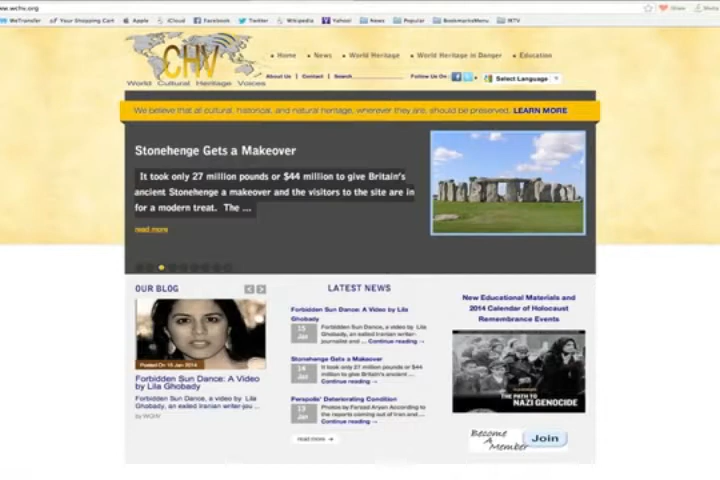 ww.wchv.org
WeTransfer Your Shopping Cart Apple iCloud Facebook Twitter Wikipedia Yahoo! News Popular BookmarksMenu IKTV
CHV
World Cultural Heritage Voices
Home News World Heritage World Heritage in Danger Education
About Us | Contact | Search Follow Us On : Select Language
We believe that all cultural, historical, and natural heritage, wherever they are, should be preserved. LEARN MORE
Stonehenge Gets a Makeover
It took only 27 million pounds or $44 million to give Britain's
ancient Stonehenge a makeover and the visitors to the site are in
for a modern treat. The ...
read more
OUR BLOG
Posted On 15 Jan 2014
Forbidden Sun Dance: A Video
by Lila Ghobady
Forbidden Sun Dance, a video by Lila
Ghobady, an exiled Iranian writer-jou ...
by WCHV
LATEST NEWS
Forbidden Sun Dance: A Video by Lila
Ghobady
15
Jan
Forbidden Sun Dance, a video by Lila
Ghobady, an exiled Iranian writer-
journalist and ... Continue reading →
Stonehenge Gets a Makeover
14
Jan
It took only 27 million pounds or $44
million to give Britain's ancient ...
Continue reading →
Persepolis' Deteriorating Condition
13
Jan
Photos by Farzad Aryan According to
the reports coming out of Iran and ...
Continue reading →
read more →
New Educational Materials and
2014 Calendar of Holocaust
Remembrance Events
THE PATH TO
NAZI GENOCIDE
Become
A
Member
Join